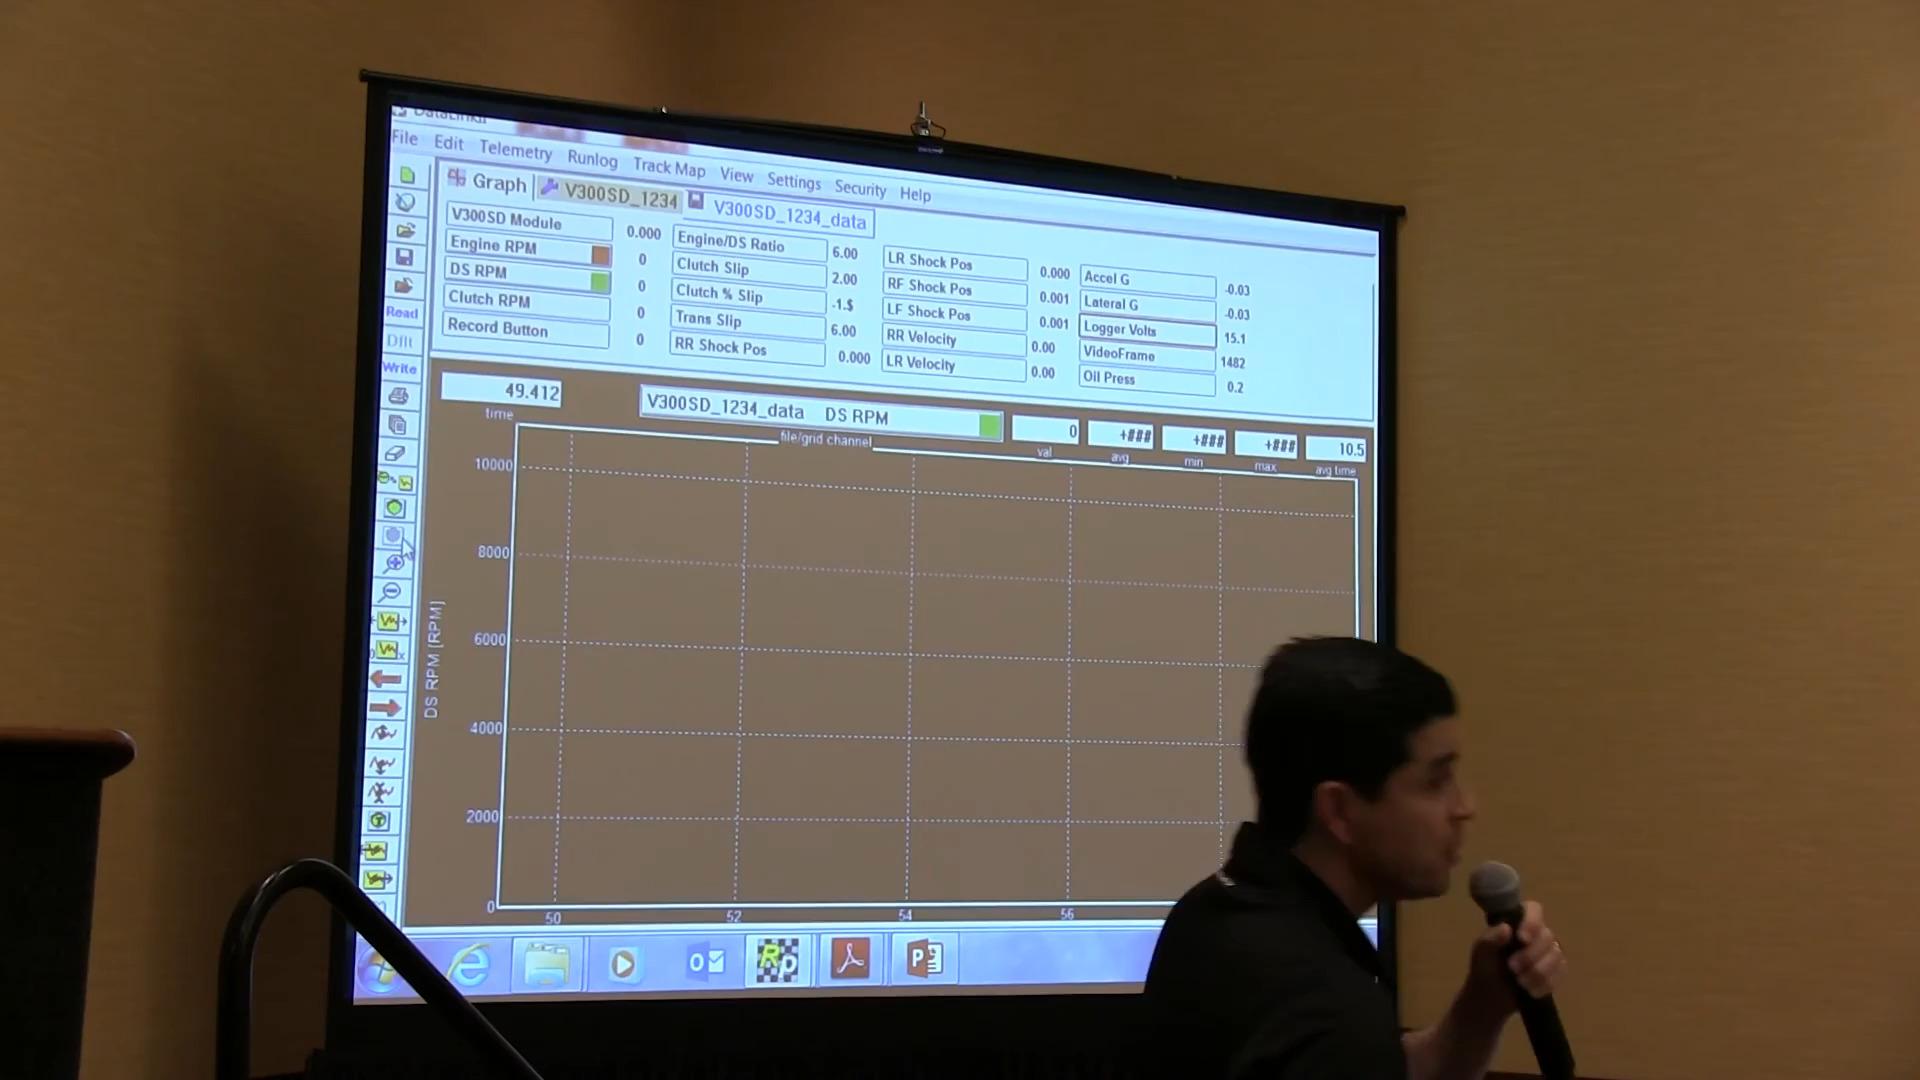 DataLinkII
File Edit Telemetry Runlog Track Map View Settings Security Help
Graph V300SD_1234 V300SD_1234_data
V300SD Module 0.000
Engine RPM 0
DS RPM 0
Clutch RPM 0
Record Button 0
Engine/DS Ratio 6.00
Clutch Slip 2.00
Clutch % Slip -1.$
Trans Slip 6.00
RR Shock Pos 0.000
LR Shock Pos 0.000
RF Shock Pos 0.001
LF Shock Pos 0.001
RR Velocity 0.00
LR Velocity 0.00
Accel G -0.03
Lateral G -0.03
Logger Volts 15.1
VideoFrame 1482
Oil Press 0.2
Read
Dflt
Write
49.412
time
V300SD_1234_data DS RPM
file/grid channel
0
val
+###
avg
+###
min
+###
max
10.5
avg time
DS RPM [RPM]
10000
8000
6000
4000
2000
0
50 52 54 56